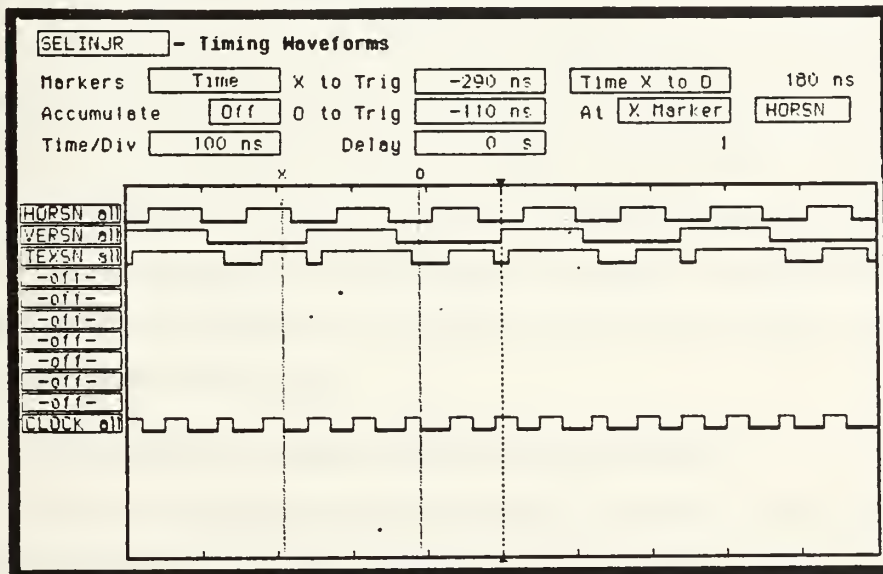 SELINJR - Timing Waveforms
Markers Time X to Trig -290 ns Time X to O 180 ns
Accumulate Off O to Trig -110 ns At X Marker HORSN
Time/Div 100 ns Delay 0 s 1
X O
HORSN all
VERSN all
TEXSN all
-off-
-off-
-off-
-off-
-off-
-off-
-off-
CLOCK all